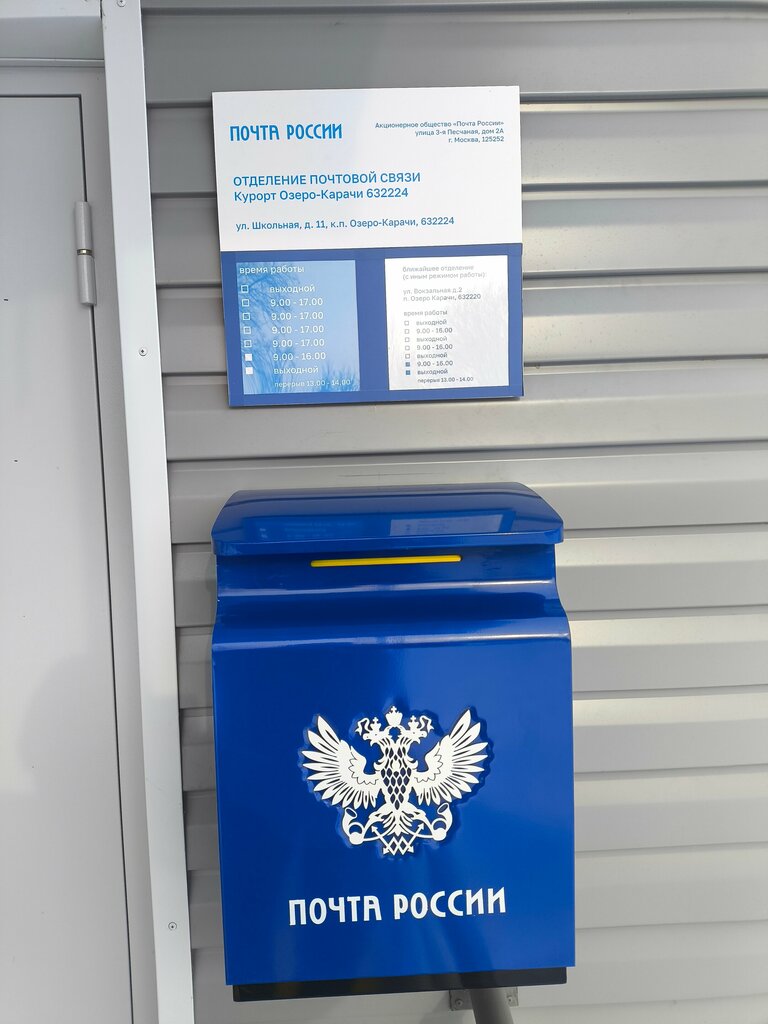 ПОЧТА РОССИИ
Акционерное общество «Почта России»
улица 3-я Песчаная, дом 2А
г. Москва, 125252
ОТДЕЛЕНИЕ ПОЧТОВОЙ СВЯЗИ
Курорт Озеро-Карачи 632224
ул. Школьная, д. 11, к.п. Озеро-Карачи, 632224
время работы
выходной
9.00 - 17.00
9.00 - 17.00
9.00 - 17.00
9.00 - 17.00
9.00 - 16.00
выходной
перерыв 13.00 - 14.00
ближайшее отделение
(с иным режимом работы)
ул. Вокзальная д.2
п. Озеро Карачи, 632220
время работы
выходной
9.00 - 16.00
выходной
9.00 - 16.00
выходной
9.00 - 16.00
выходной
перерыв 13.00 - 14.00
ПОЧТА РОССИИ